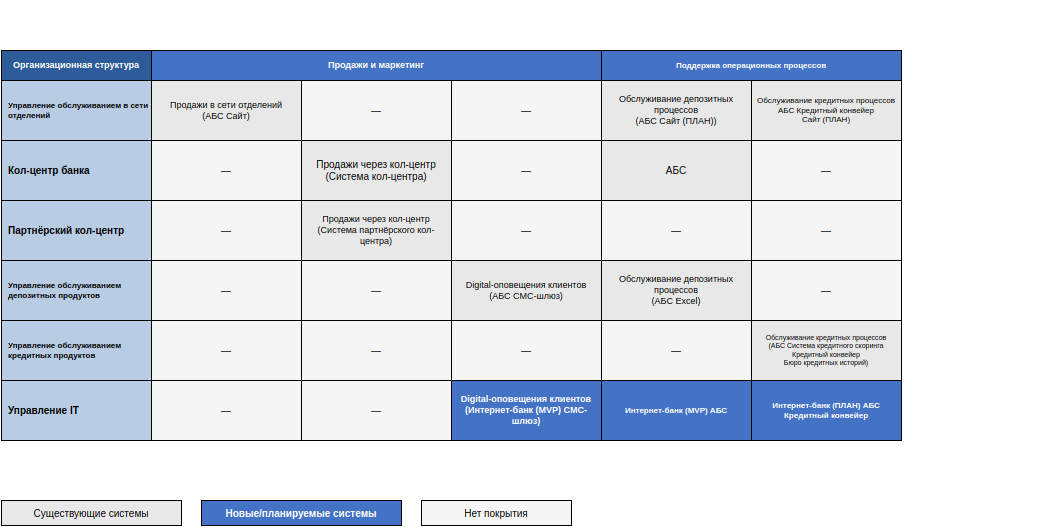 Организационная структура
Продажи и маркетинг
Поддержка операционных процессов
Управление обслуживанием в сети
отделений
Продажи в сети отделений
(АБС Сайт)
—
—
Обслуживание депозитных
процессов
(АБС Сайт (ПЛАН))
Обслуживание кредитных процессов
АБС Кредитный конвейер
Сайт (ПЛАН)
Кол-центр банка
—
Продажи через кол-центр
(Система кол-центра)
—
АБС
—
Партнёрский кол-центр
—
Продажи через кол-центр
(Система партнёрского кол-
центра)
—
—
—
Управление обслуживанием
депозитных продуктов
—
—
Digital-оповещения клиентов
(АБС СМС-шлюз)
Обслуживание депозитных
процессов
(АБС Excel)
—
Управление обслуживанием
кредитных продуктов
—
—
—
—
Обслуживание кредитных процессов
(АБС Система кредитного скоринга
Кредитный конвейер
Бюро кредитных историй)
Управление IT
—
—
Digital-оповещения клиентов
(Интернет-банк (MVP) СМС-
шлюз)
Интернет-банк (MVP) АБС
Интернет-банк (ПЛАН) АБС
Кредитный конвейер
Существующие системы
Новые/планируемые системы
Нет покрытия